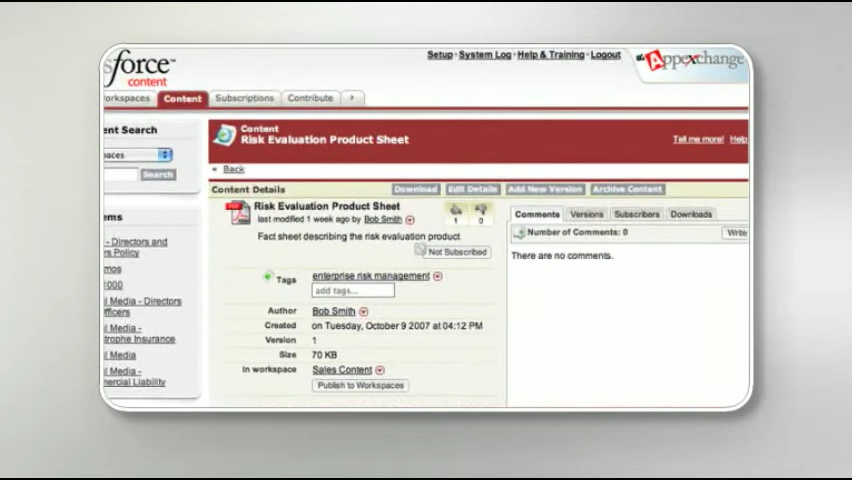 Setup · System Log · Help & Training · Logout
force™
content
AppExchange
orkspaces
Content
Subscriptions
Contribute
ent Search
paces
Search
Content
Risk Evaluation Product Sheet
Tell me more!
Help
Back
Content Details
Download
Edit Details
Add New Version
Archive Content
Risk Evaluation Product Sheet
last modified 1 week ago by Bob Smith
1
0
Fact sheet describing the risk evaluation product
Not Subscribed
Tags
enterprise risk management
add tags...
Author
Bob Smith
Created
on Tuesday, October 9 2007 at 04:12 PM
Version
1
Size
70 KB
In workspace
Sales Content
Publish to Workspaces
Comments
Versions
Subscribers
Downloads
Number of Comments: 0
Write
There are no comments.
ems
- Directors and
rs Policy
mos
1000
l Media - Directors
fficers
l Media -
trophe Insurance
l Media
l Media -
ercial Liability